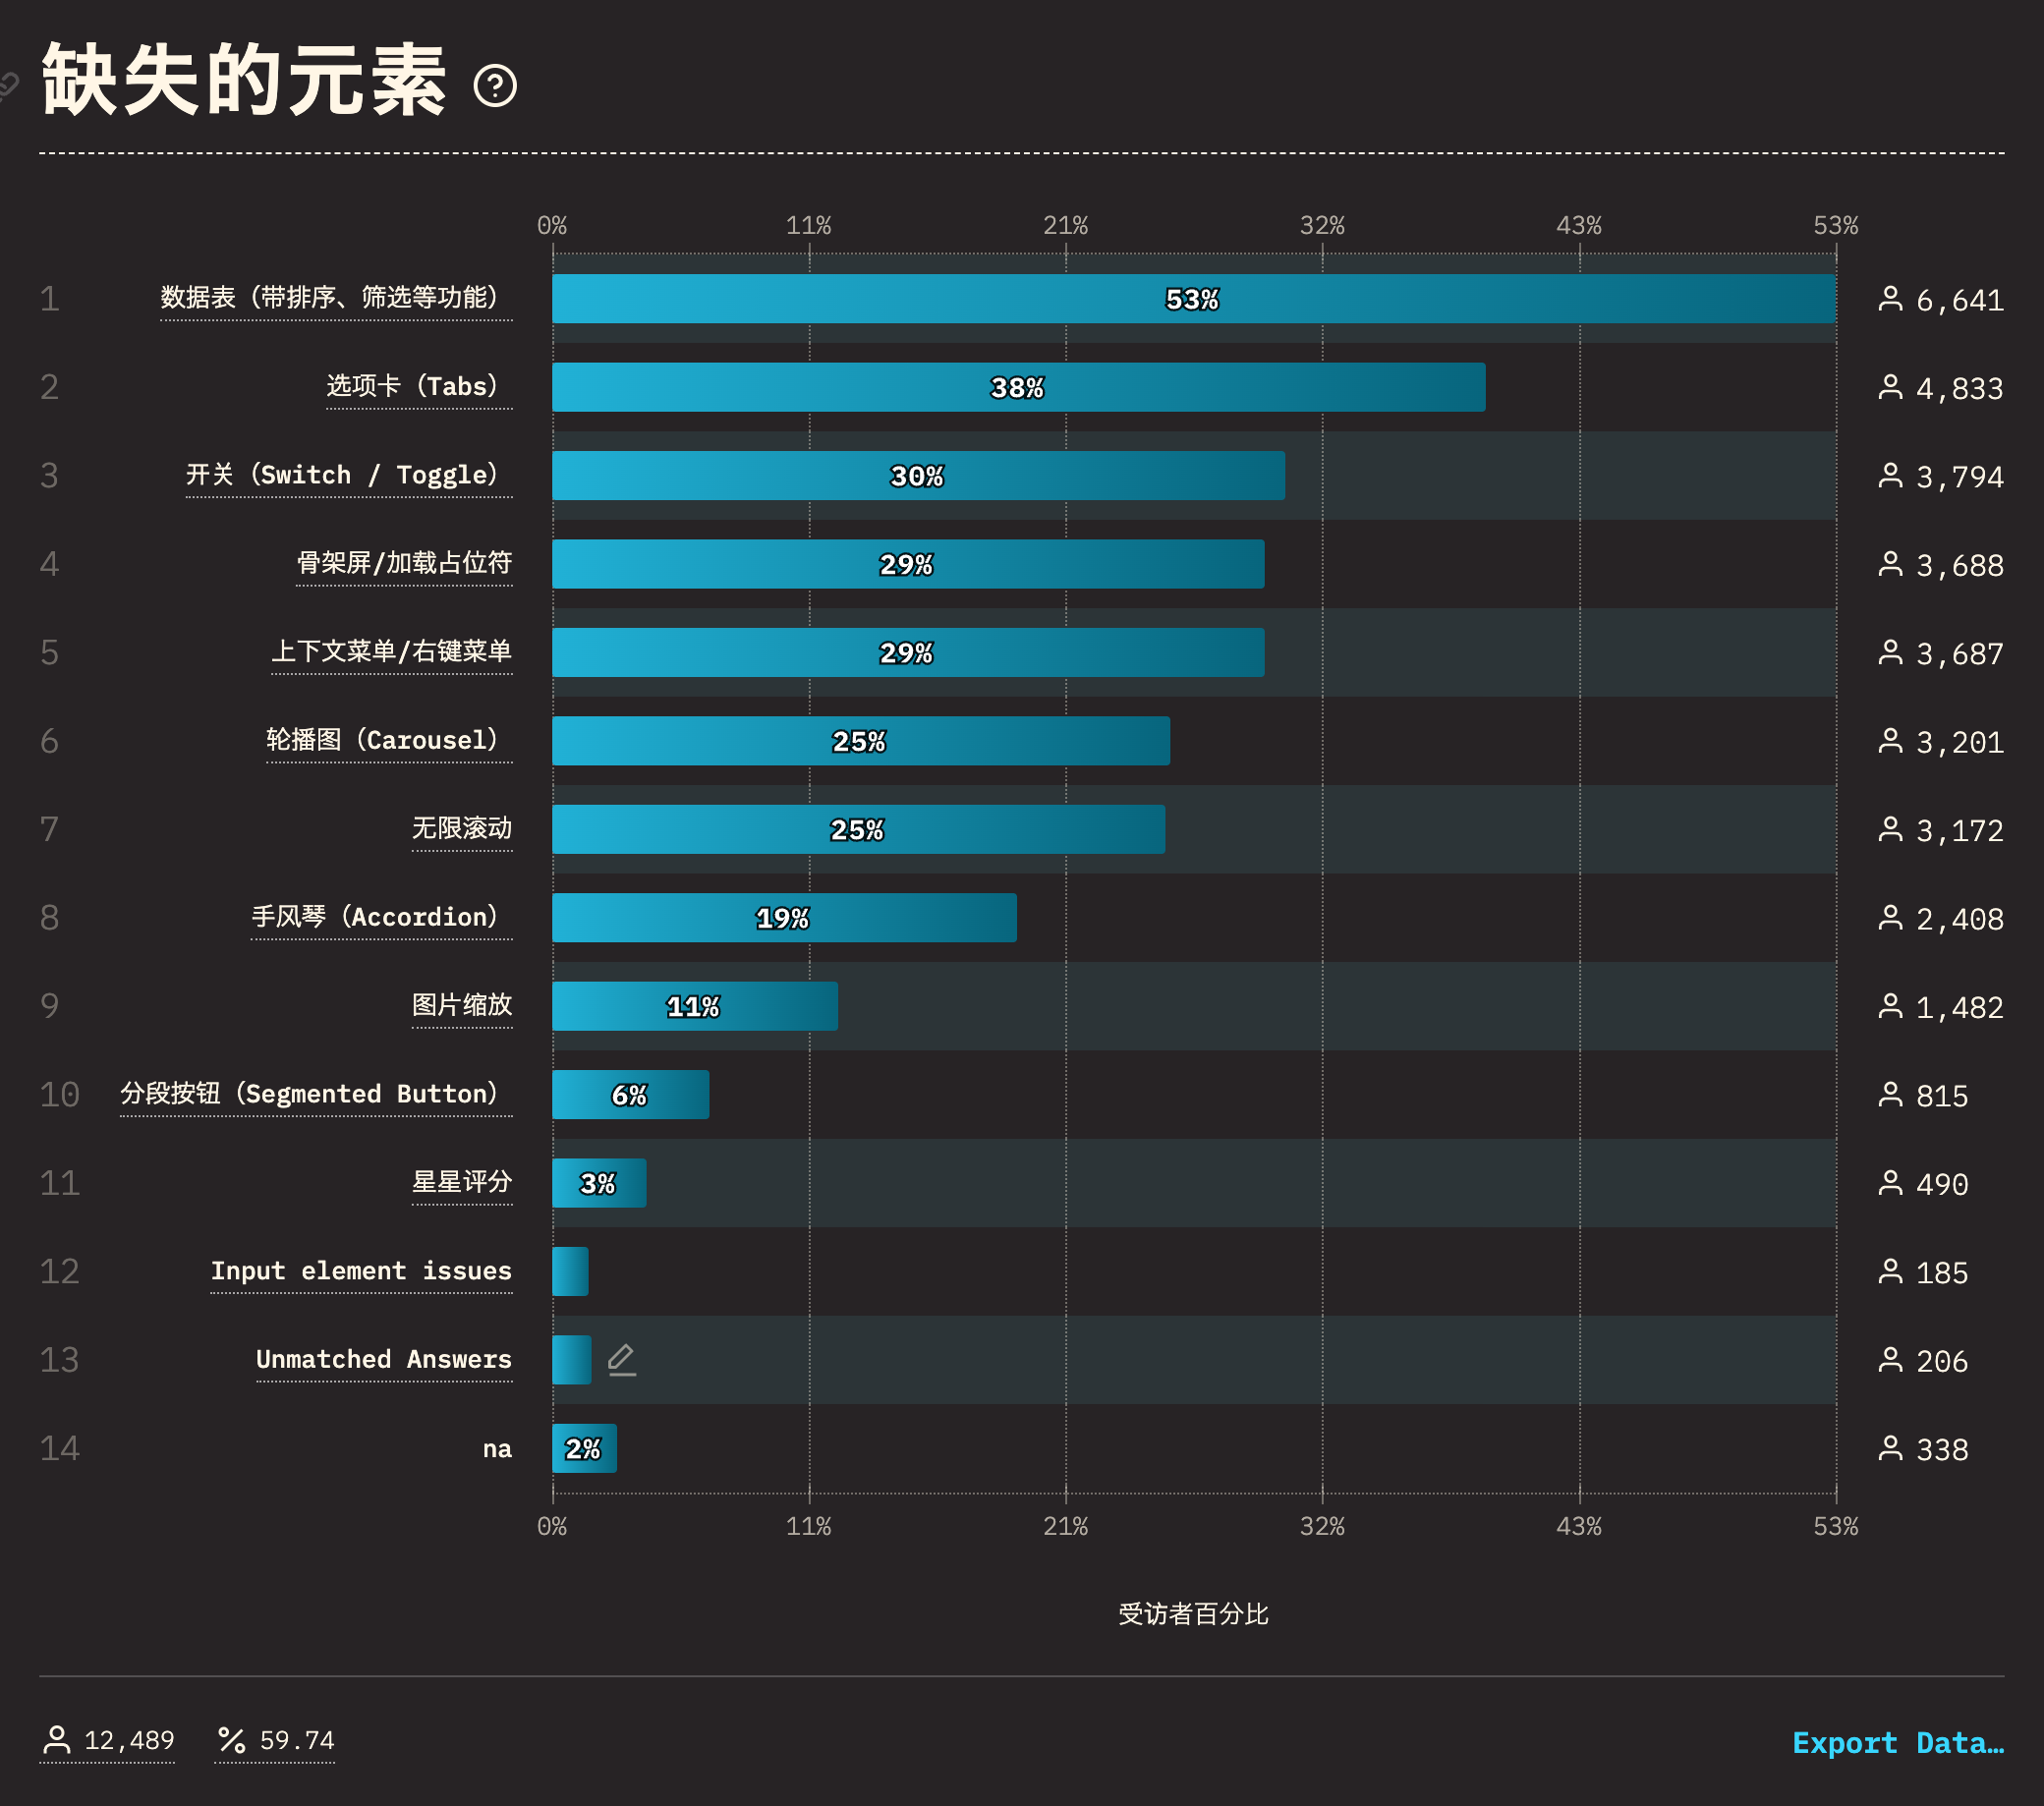 缺失的元素
0% 11% 21% 32% 43% 53%
1 数据表（带排序、筛选等功能） 53% 6,641
2 选项卡（Tabs） 38% 4,833
3 开关（Switch / Toggle） 30% 3,794
4 骨架屏/加载占位符 29% 3,688
5 上下文菜单/右键菜单 29% 3,687
6 轮播图（Carousel） 25% 3,201
7 无限滚动 25% 3,172
8 手风琴（Accordion） 19% 2,408
9 图片缩放 11% 1,482
10 分段按钮（Segmented Button） 6% 815
11 星星评分 3% 490
12 Input element issues 185
13 Unmatched Answers 206
14 na 2% 338
0% 11% 21% 32% 43% 53%
受访者百分比
12,489 % 59.74 Export Data…